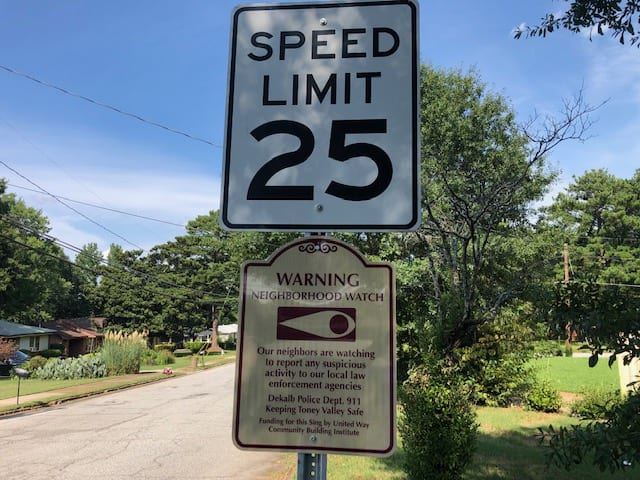 SPEED
LIMIT
25
WARNING
NEIGHBORHOOD WATCH
Our neighbors are watching
to report any suspicious
activity to our local law
enforcement agencies
Dekalb Police Dept. 911
Keeping Toney Valley Safe
Funding for this Sing by United Way
Community Building Institute